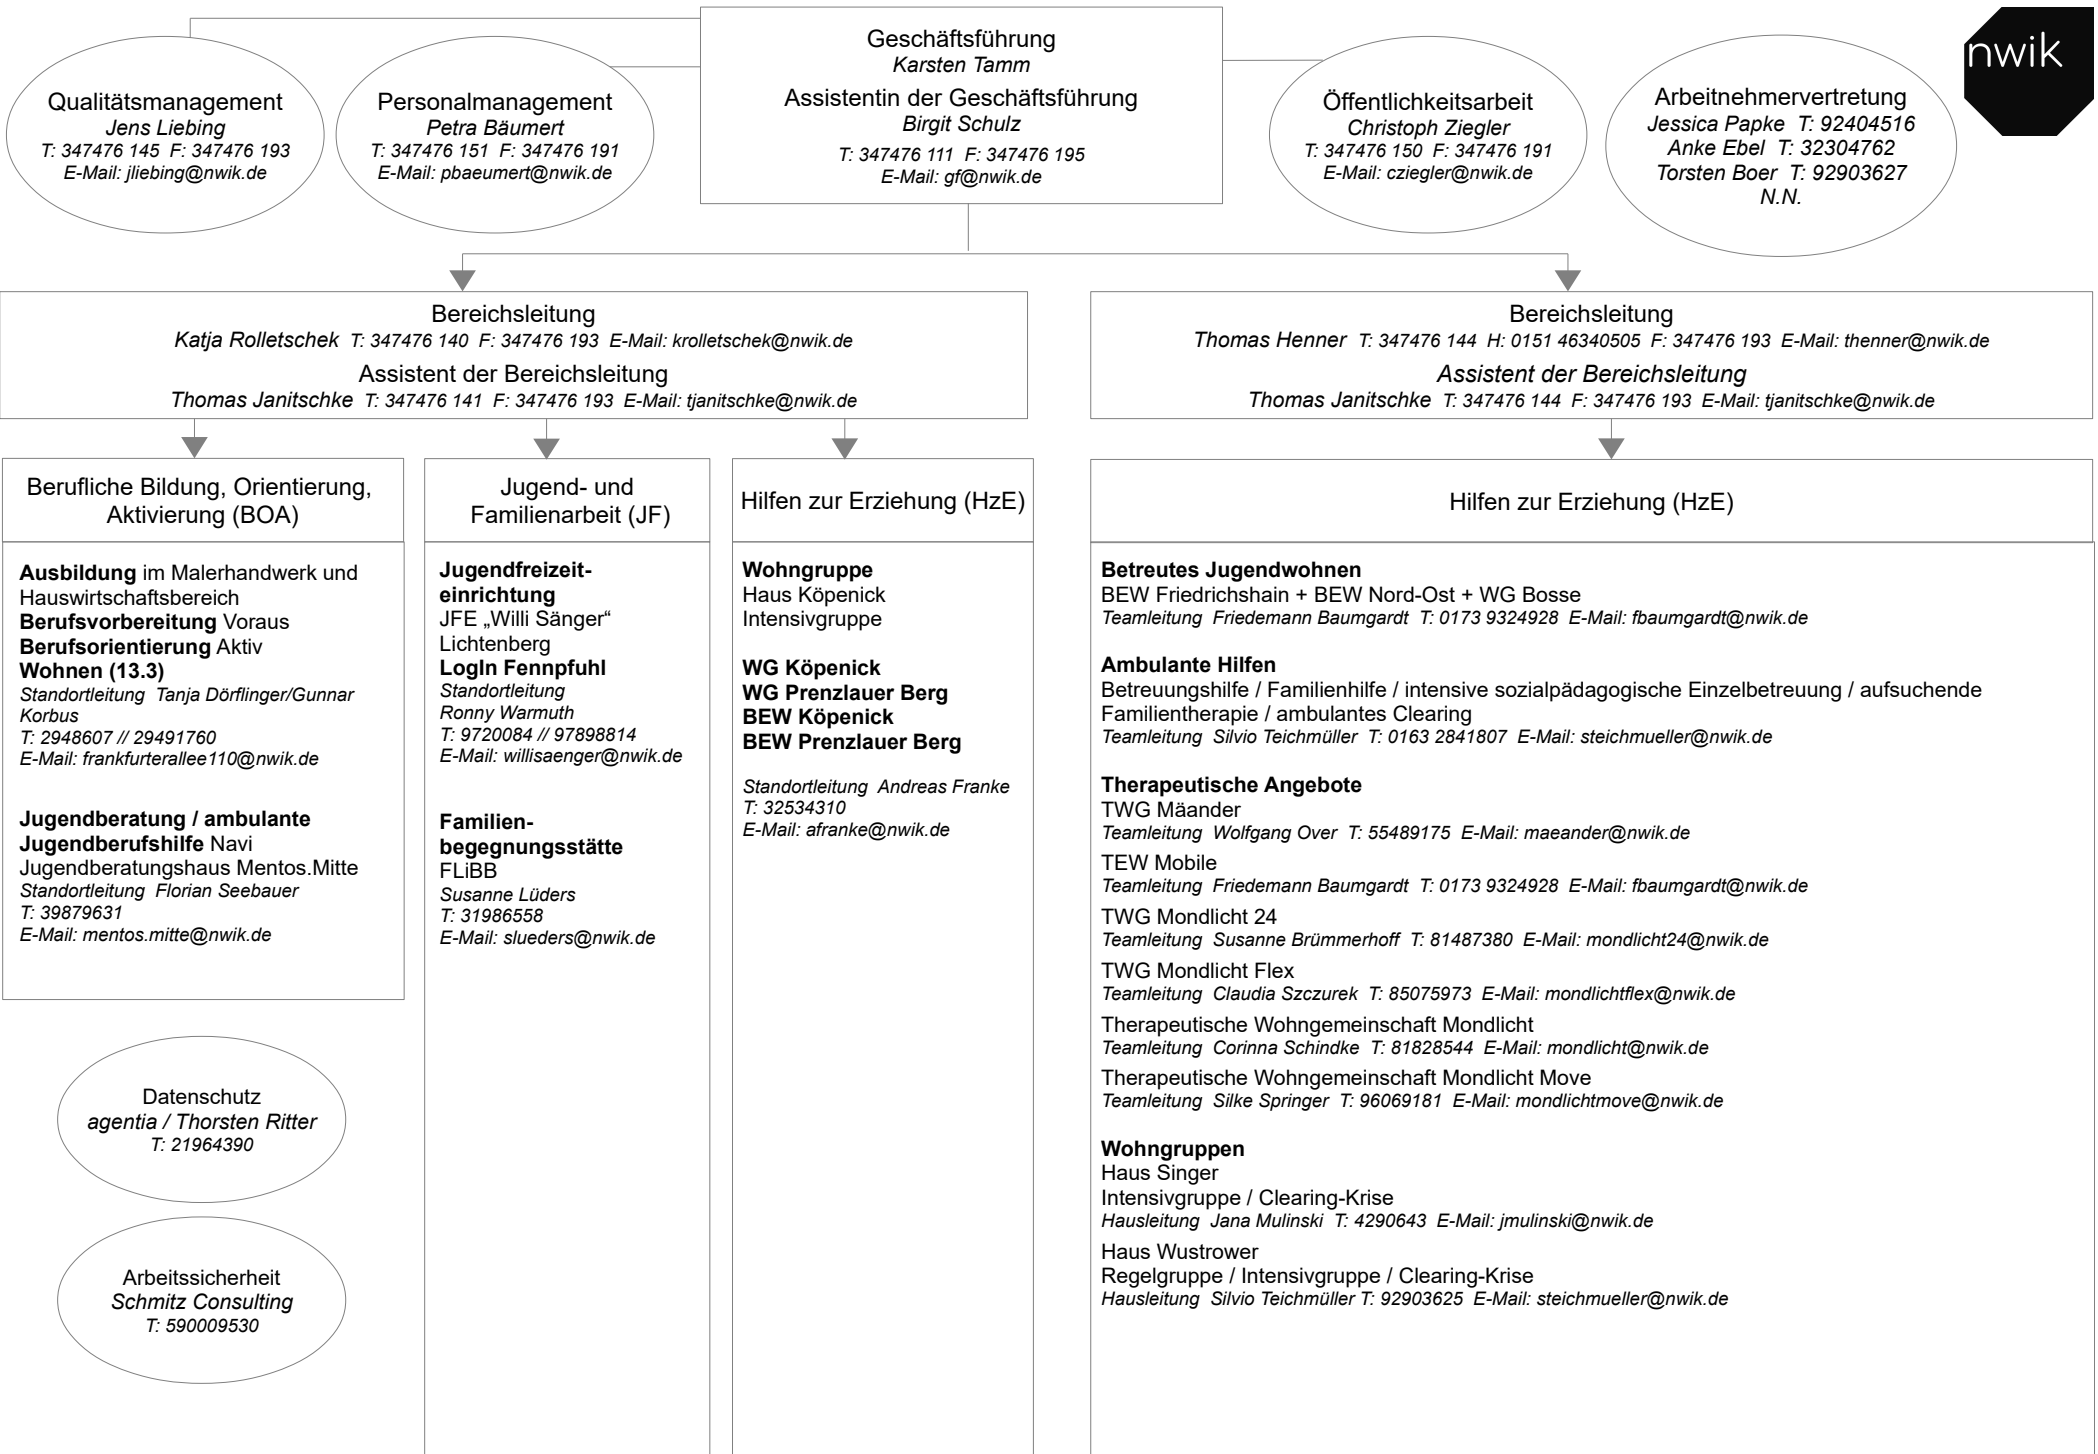 Geschäftsführung
Karsten Tamm
Assistentin der Geschäftsführung
Birgit Schulz
T: 347476 111 F: 347476 195
E-Mail: gf@nwik.de
Qualitätsmanagement
Jens Liebing
T: 347476 145 F: 347476 193
E-Mail: jliebing@nwik.de
Personalmanagement
Petra Bäumert
T: 347476 151 F: 347476 191
E-Mail: pbaeumert@nwik.de
Öffentlichkeitsarbeit
Christoph Ziegler
T: 347476 150 F: 347476 191
E-Mail: cziegler@nwik.de
Arbeitnehmervertretung
Jessica Papke T: 92404516
Anke Ebel T: 32304762
Torsten Boer T: 92903627
N.N.
nwik
Bereichsleitung
Katja Rolletschek T: 347476 140 F: 347476 193 E-Mail: krolletschek@nwik.de
Assistent der Bereichsleitung
Thomas Janitschke T: 347476 141 F: 347476 193 E-Mail: tjanitschke@nwik.de
Bereichsleitung
Thomas Henner T: 347476 144 H: 0151 46340505 F: 347476 193 E-Mail: thenner@nwik.de
Assistent der Bereichsleitung
Thomas Janitschke T: 347476 144 F: 347476 193 E-Mail: tjanitschke@nwik.de
Berufliche Bildung, Orientierung,
Aktivierung (BOA)
Ausbildung im Malerhandwerk und
Hauswirtschaftsbereich
Berufsvorbereitung Voraus
Berufsorientierung Aktiv
Wohnen (13.3)
Standortleitung Tanja Dörflinger/Gunnar
Korbus
T: 2948607 // 29491760
E-Mail: frankfurterallee110@nwik.de
Jugendberatung / ambulante
Jugendberufshilfe Navi
Jugendberatungshaus Mentos.Mitte
Standortleitung Florian Seebauer
T: 39879631
E-Mail: mentos.mitte@nwik.de
Jugend- und
Familienarbeit (JF)
Jugendfreizeit-
einrichtung
JFE „Willi Sänger“
Lichtenberg
LogIn Fennpfuhl
Standortleitung
Ronny Warmuth
T: 9720084 // 97898814
E-Mail: willisaenger@nwik.de
Familien-
begegnungsstätte
FLiBB
Susanne Lüders
T: 31986558
E-Mail: slueders@nwik.de
Hilfen zur Erziehung (HzE)
Wohngruppe
Haus Köpenick
Intensivgruppe
WG Köpenick
WG Prenzlauer Berg
BEW Köpenick
BEW Prenzlauer Berg
Standortleitung Andreas Franke
T: 32534310
E-Mail: afranke@nwik.de
Hilfen zur Erziehung (HzE)
Betreutes Jugendwohnen
BEW Friedrichshain + BEW Nord-Ost + WG Bosse
Teamleitung Friedemann Baumgardt T: 0173 9324928 E-Mail: fbaumgardt@nwik.de
Ambulante Hilfen
Betreuungshilfe / Familienhilfe / intensive sozialpädagogische Einzelbetreuung / aufsuchende
Familientherapie / ambulantes Clearing
Teamleitung Silvio Teichmüller T: 0163 2841807 E-Mail: steichmueller@nwik.de
Therapeutische Angebote
TWG Mäander
Teamleitung Wolfgang Over T: 55489175 E-Mail: maeander@nwik.de
TEW Mobile
Teamleitung Friedemann Baumgardt T: 0173 9324928 E-Mail: fbaumgardt@nwik.de
TWG Mondlicht 24
Teamleitung Susanne Brümmerhoff T: 81487380 E-Mail: mondlicht24@nwik.de
TWG Mondlicht Flex
Teamleitung Claudia Szczurek T: 85075973 E-Mail: mondlichtflex@nwik.de
Therapeutische Wohngemeinschaft Mondlicht
Teamleitung Corinna Schindke T: 81828544 E-Mail: mondlicht@nwik.de
Therapeutische Wohngemeinschaft Mondlicht Move
Teamleitung Silke Springer T: 96069181 E-Mail: mondlichtmove@nwik.de
Wohngruppen
Haus Singer
Intensivgruppe / Clearing-Krise
Hausleitung Jana Mulinski T: 4290643 E-Mail: jmulinski@nwik.de
Haus Wustrower
Regelgruppe / Intensivgruppe / Clearing-Krise
Hausleitung Silvio Teichmüller T: 92903625 E-Mail: steichmueller@nwik.de
Datenschutz
agentia / Thorsten Ritter
T: 21964390
Arbeitssicherheit
Schmitz Consulting
T: 590009530